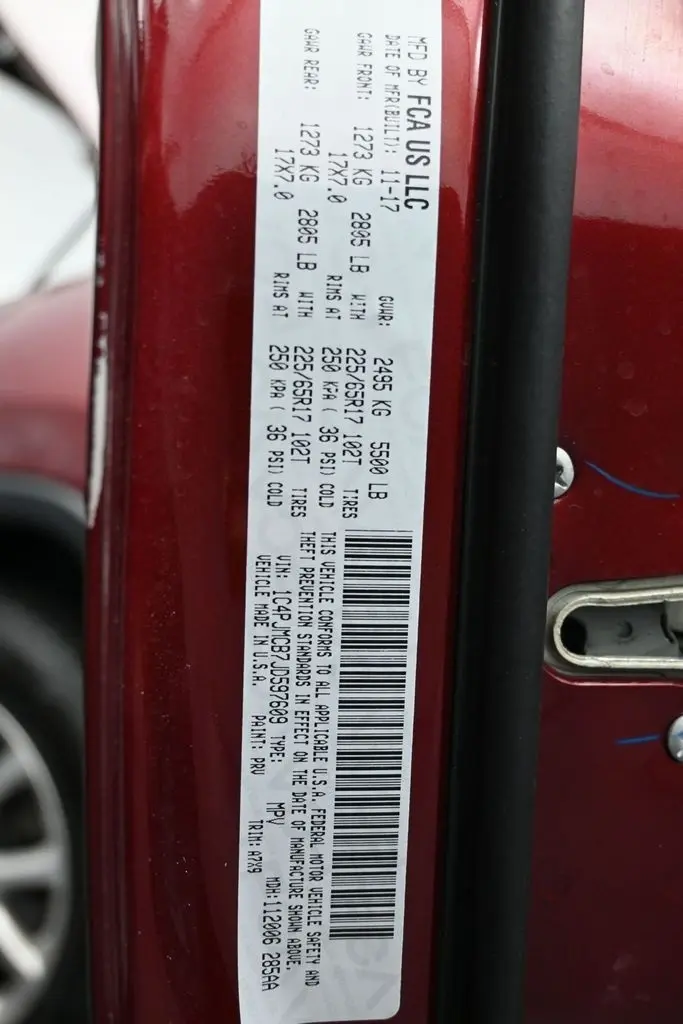 MFD BY FCA US LLC
DATE OF MFR(BUILT): 11-17 GVWR: 2495 KG 5500 LB
GAWR FRONT: 1273 KG 2805 LB WITH 225/65R17 102T TIRES
17X7.0 RIMS AT 250 KPA ( 36 PSI) COLD
GAWR REAR: 1273 KG 2805 LB WITH 225/65R17 102T TIRES
17X7.0 RIMS AT 250 KPA ( 36 PSI) COLD
THIS VEHICLE CONFORMS TO ALL APPLICABLE U.S.A. FEDERAL MOTOR VEHICLE SAFETY AND
THEFT PREVENTION STANDARDS IN EFFECT ON THE DATE OF MANUFACTURE SHOWN ABOVE.
VIN: 1C4PJMCB7JD597609 TYPE: MPV MDH:112006 285AA
VEHICLE MADE IN U.S.A. PAINT: PRV TRIM: A7X9